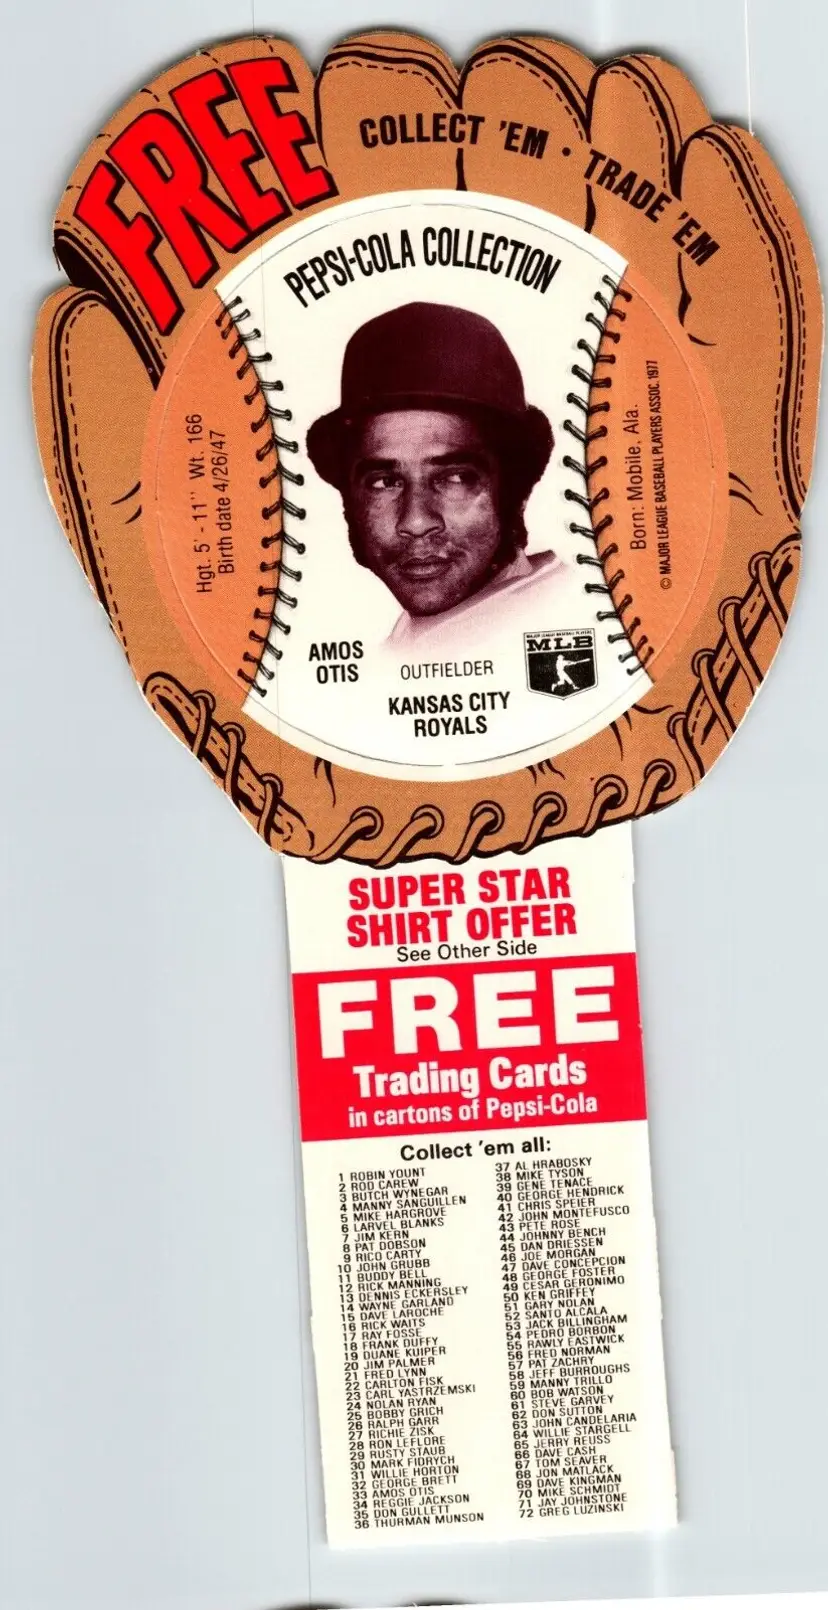 FREE
COLLECT 'EM • TRADE 'EM
PEPSI-COLA COLLECTION
Hgt. 5' - 11" Wt. 166
Birth date 4/26/47
Born: Mobile, Ala.
© MAJOR LEAGUE BASEBALL PLAYERS ASSOC. 1977
AMOS
OTIS
OUTFIELDER
MAJOR LEAGUE BASEBALL PLAYERS
MLB
KANSAS CITY
ROYALS
SUPER STAR
SHIRT OFFER
See Other Side
FREE
Trading Cards
in cartons of Pepsi-Cola
Collect 'em all:
1 ROBIN YOUNT
2 ROD CAREW
3 BUTCH WYNEGAR
4 MANNY SANGUILLEN
5 MIKE HARGROVE
6 LARVEL BLANKS
7 JIM KERN
8 PAT DOBSON
9 RICO CARTY
10 JOHN GRUBB
11 BUDDY BELL
12 RICK MANNING
13 DENNIS ECKERSLEY
14 WAYNE GARLAND
15 DAVE LAROCHE
16 RICK WAITS
17 RAY FOSSE
18 FRANK DUFFY
19 DUANE KUIPER
20 JIM PALMER
21 FRED LYNN
22 CARLTON FISK
23 CARL YASTRZEMSKI
24 NOLAN RYAN
25 BOBBY GRICH
26 RALPH GARR
27 RICHIE ZISK
28 RON LEFLORE
29 RUSTY STAUB
30 MARK FIDRYCH
31 WILLIE HORTON
32 GEORGE BRETT
33 AMOS OTIS
34 REGGIE JACKSON
35 DON GULLETT
36 THURMAN MUNSON
37 AL HRABOSKY
38 MIKE TYSON
39 GENE TENACE
40 GEORGE HENDRICK
41 CHRIS SPEIER
42 JOHN MONTEFUSCO
43 PETE ROSE
44 JOHNNY BENCH
45 DAN DRIESSEN
46 JOE MORGAN
47 DAVE CONCEPCION
48 GEORGE FOSTER
49 CESAR GERONIMO
50 KEN GRIFFEY
51 GARY NOLAN
52 SANTO ALCALA
53 JACK BILLINGHAM
54 PEDRO BORBON
55 RAWLY EASTWICK
56 FRED NORMAN
57 PAT ZACHRY
58 JEFF BURROUGHS
59 MANNY TRILLO
60 BOB WATSON
61 STEVE GARVEY
62 DON SUTTON
63 JOHN CANDELARIA
64 WILLIE STARGELL
65 JERRY REUSS
66 DAVE CASH
67 TOM SEAVER
68 JON MATLACK
69 DAVE KINGMAN
70 MIKE SCHMIDT
71 JAY JOHNSTONE
72 GREG LUZINSKI